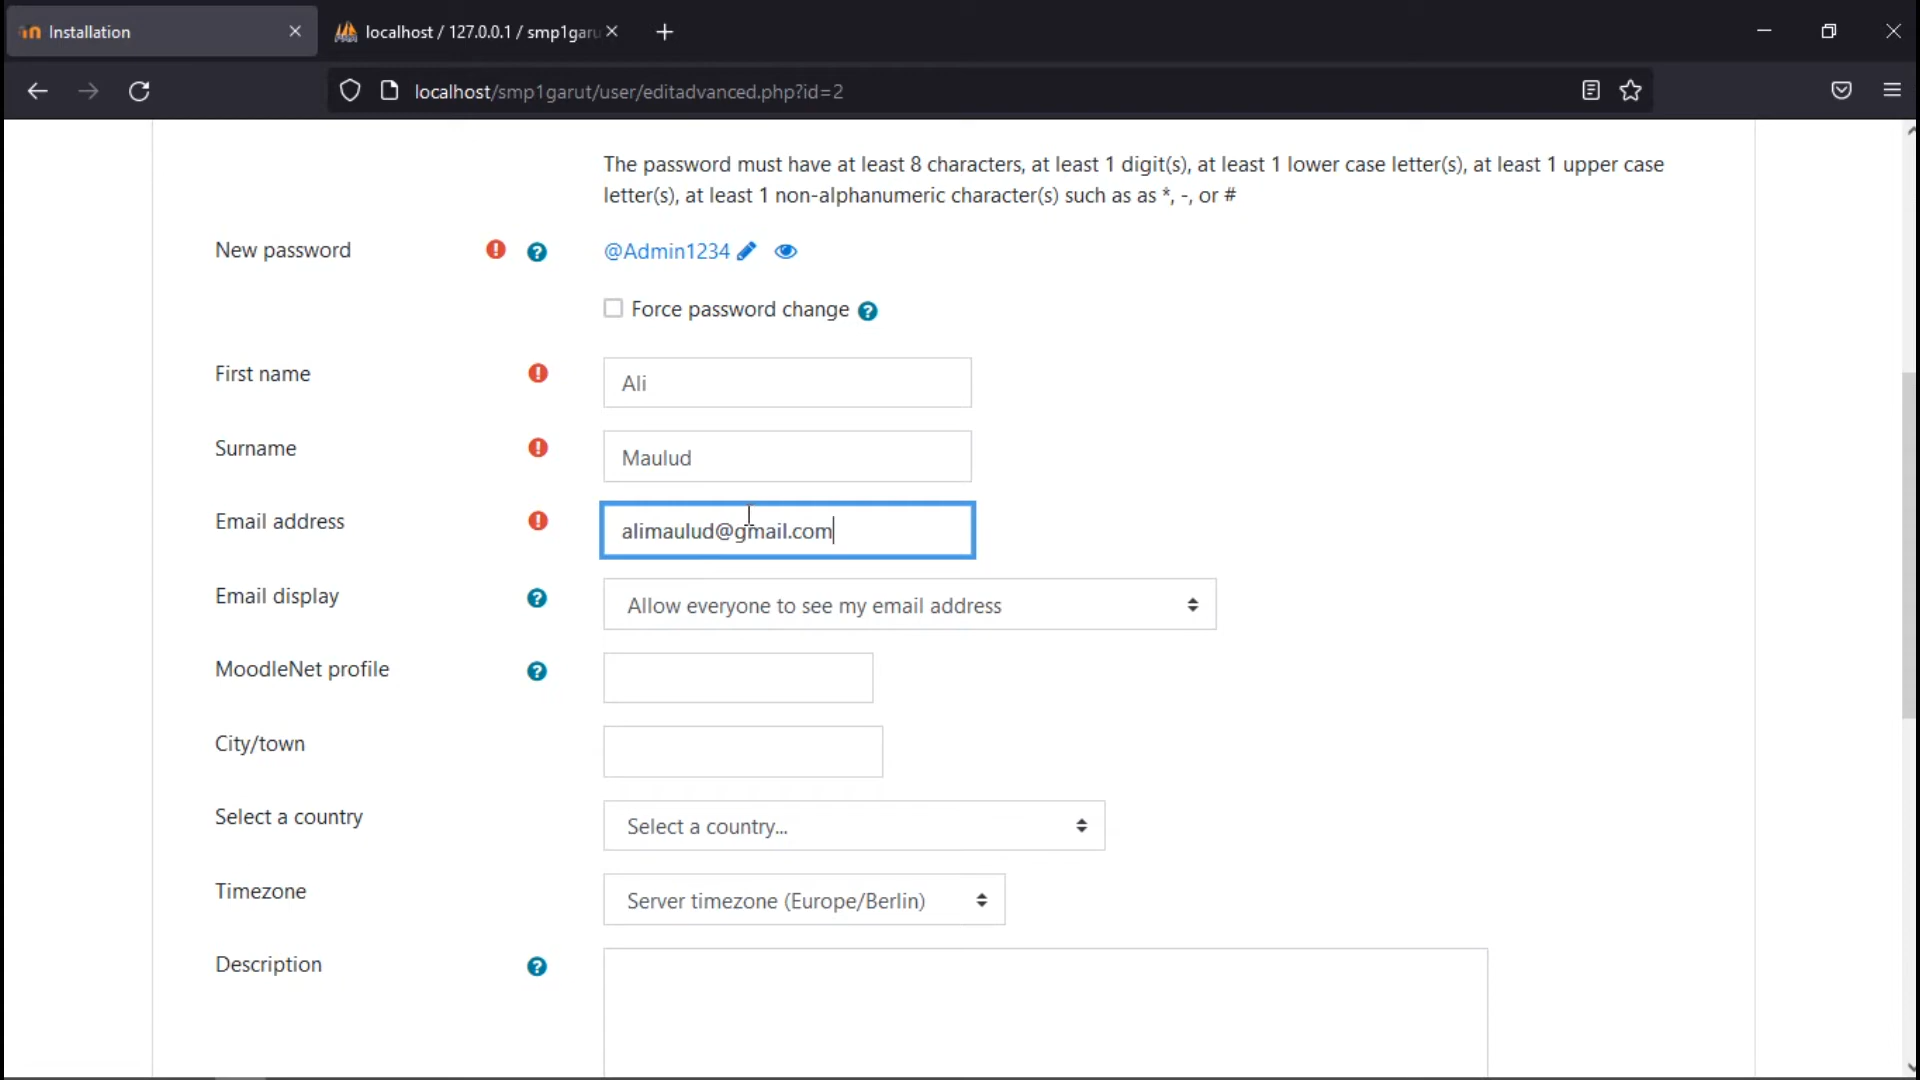 Installation
localhost / 127.0.0.1 / smp1garu
localhost/smp1garut/user/editadvanced.php?id=2
The password must have at least 8 characters, at least 1 digit(s), at least 1 lower case letter(s), at least 1 upper case
letter(s), at least 1 non-alphanumeric character(s) such as as *, -, or #
New password
@Admin1234
Force password change
First name
Ali
Surname
Maulud
Email address
alimaulud@gmail.com
Email display
Allow everyone to see my email address
MoodleNet profile
City/town
Select a country
Select a country...
Timezone
Server timezone (Europe/Berlin)
Description